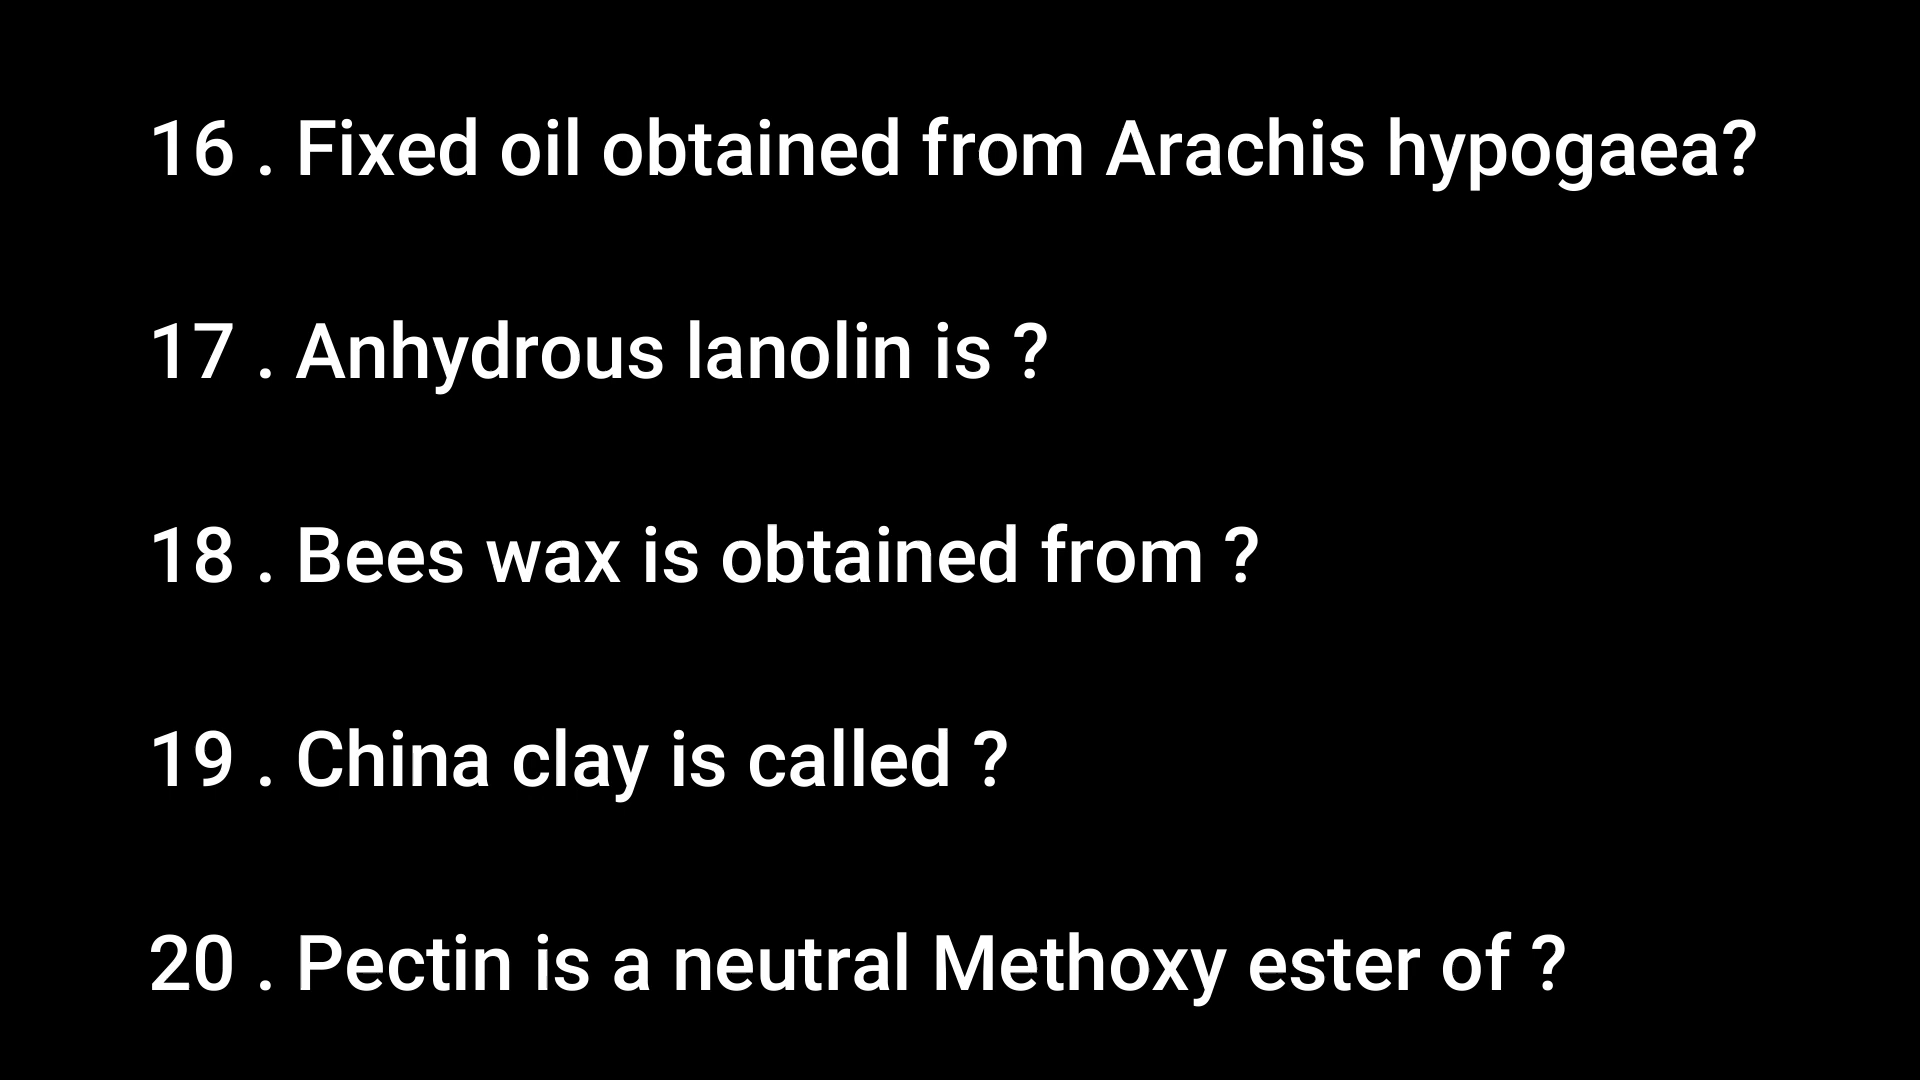 16 . Fixed oil obtained from Arachis hypogaea?
17 . Anhydrous lanolin is ?
18 . Bees wax is obtained from ?
19 . China clay is called ?
20 . Pectin is a neutral Methoxy ester of ?